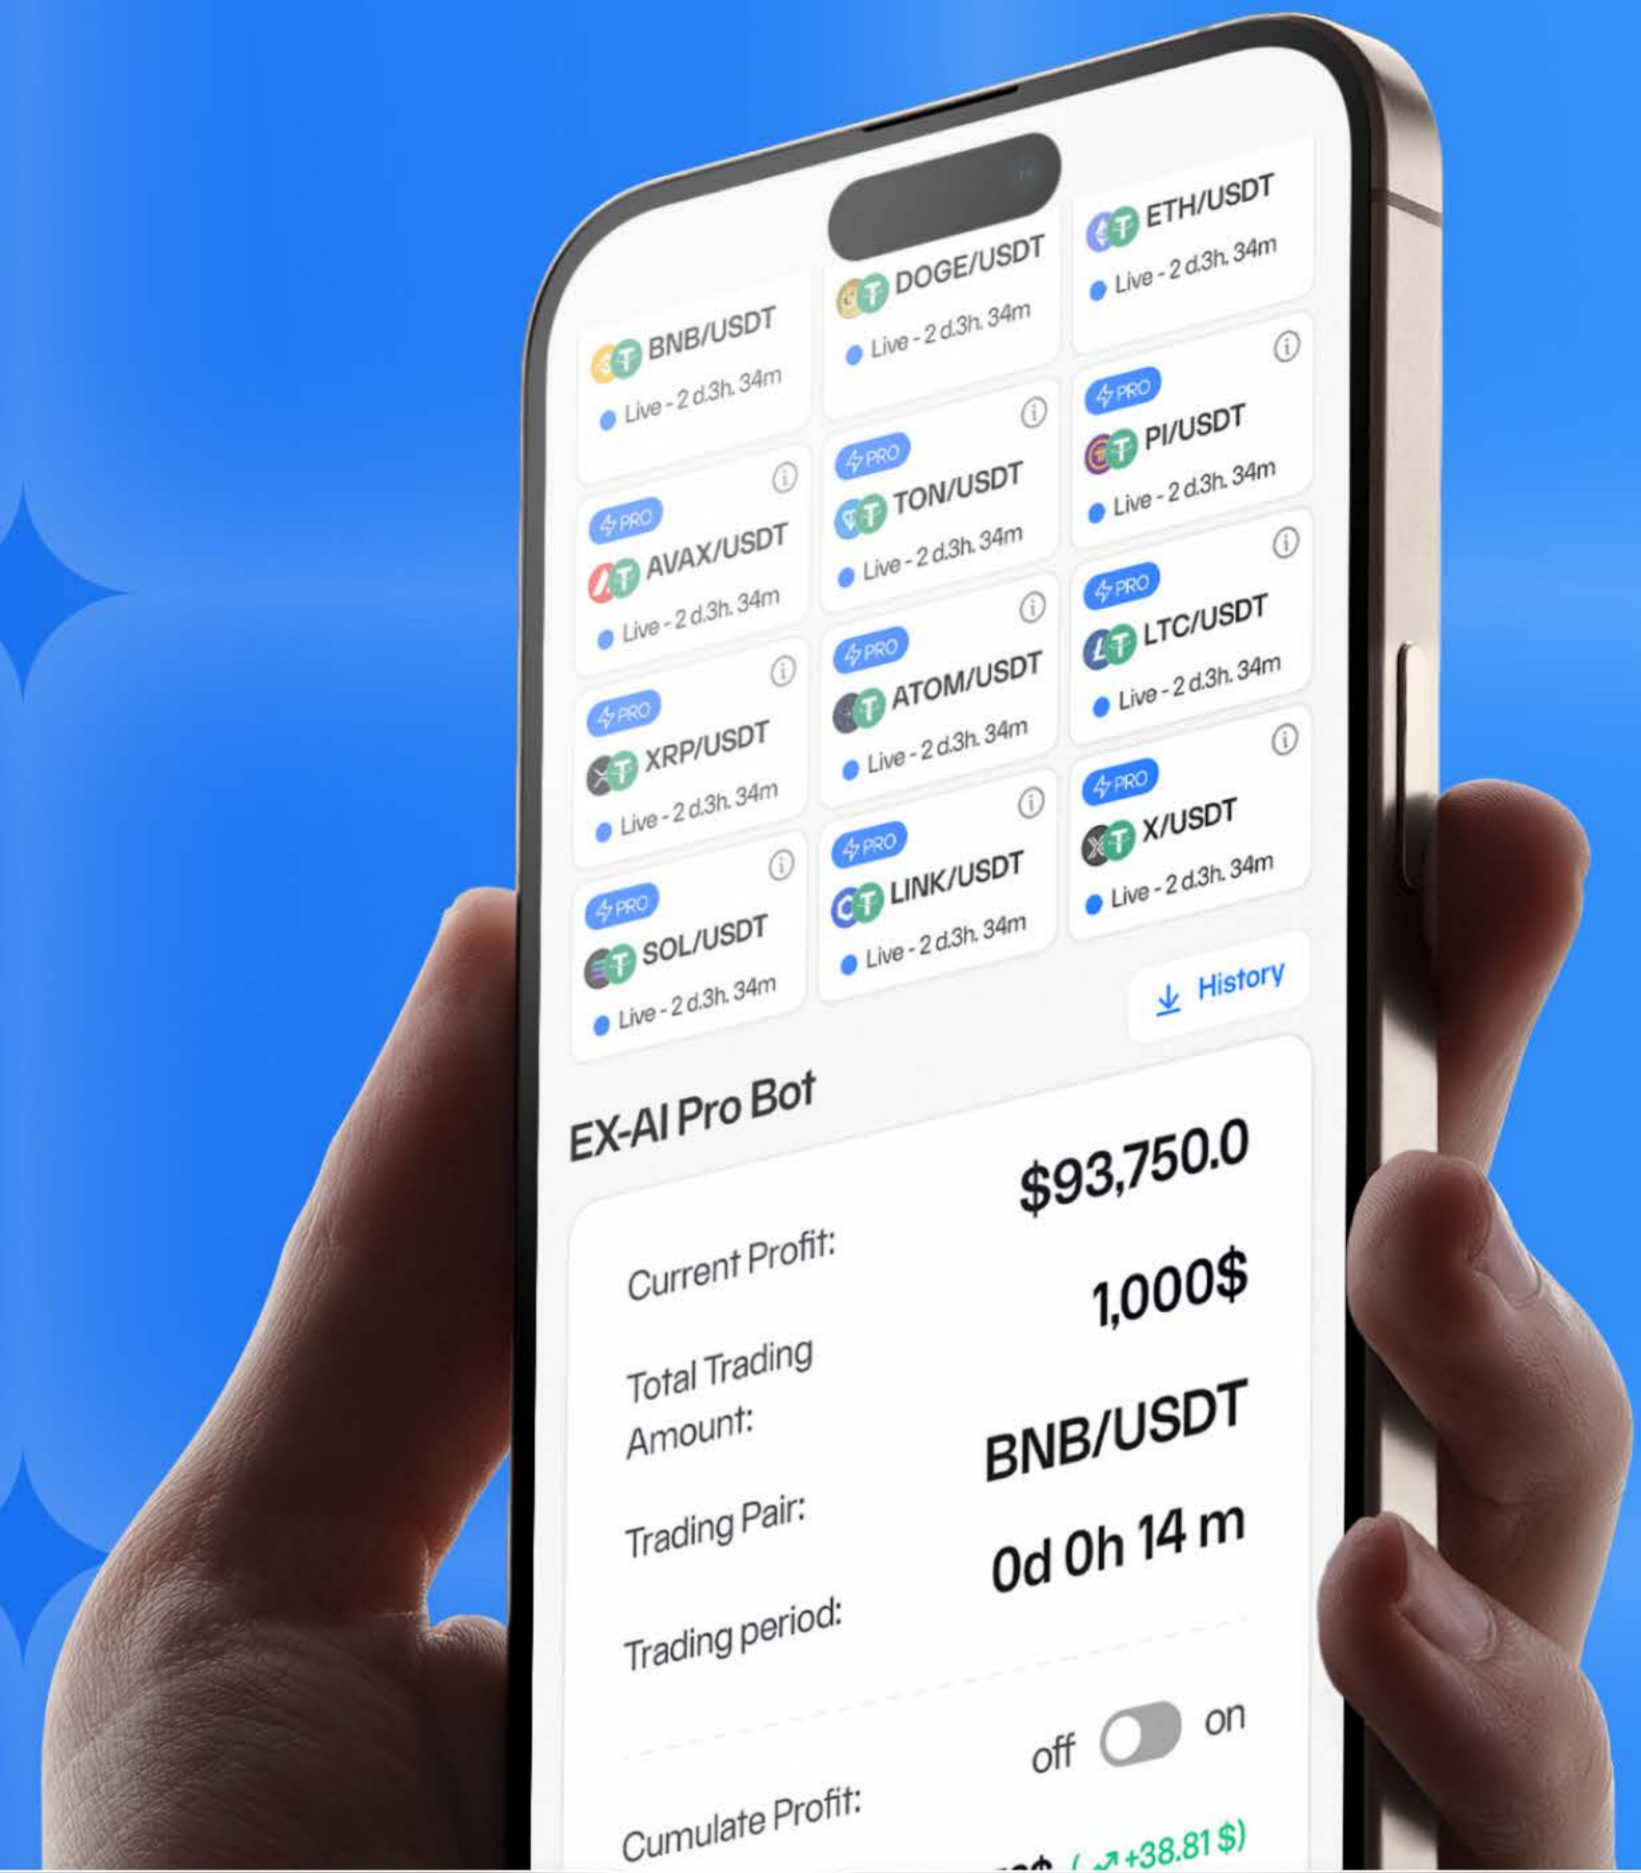 BNB/USDT
Live - 2 d.3h. 34m
DOGE/USDT
Live - 2 d.3h. 34m
ETH/USDT
Live - 2 d.3h. 34m
PRO
AVAX/USDT
Live - 2 d.3h. 34m
PRO
TON/USDT
Live - 2 d.3h. 34m
PRO
PI/USDT
Live - 2 d.3h. 34m
PRO
XRP/USDT
Live - 2 d.3h. 34m
PRO
ATOM/USDT
Live - 2 d.3h. 34m
PRO
LTC/USDT
Live - 2 d.3h. 34m
PRO
SOL/USDT
Live - 2 d.3h. 34m
PRO
LINK/USDT
Live - 2 d.3h. 34m
PRO
X/USDT
Live - 2 d.3h. 34m
History
EX-AI Pro Bot
Current Profit: $93,750.0
Total Trading
Amount: 1,000$
Trading Pair: BNB/USDT
Trading period: 0d 0h 14 m
off on
Cumulate Profit:
(+38.81 $)